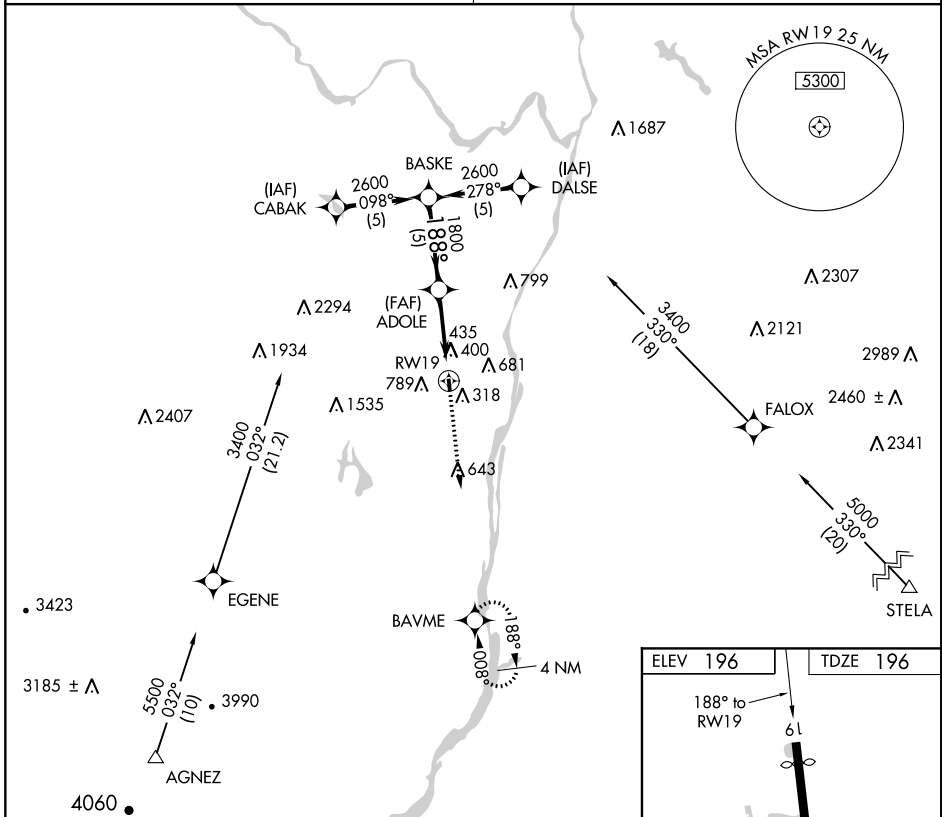 MSA RW19 25 NM
5300
1687
BASKE
(IAF)
DALSE
2600
278°
(5)
(IAF)
CABAK
2600
098°
(5)
1800
188°
(5)
799
2307
2294
(FAF)
ADOLE
3400
330°
(18)
2121
435
400
1934
RW19
681
2989
789
318
2460 ±
1535
FALOX
2407
2341
3400
032°
(21.2)
643
5000
330°
(20)
EGENE
STELA
3423
BAVME
188°
008°
4 NM
ELEV 196
TDZE 196
3185 ±
5500
032°
(10)
3990
188° to
RW19
19
AGNEZ
4060